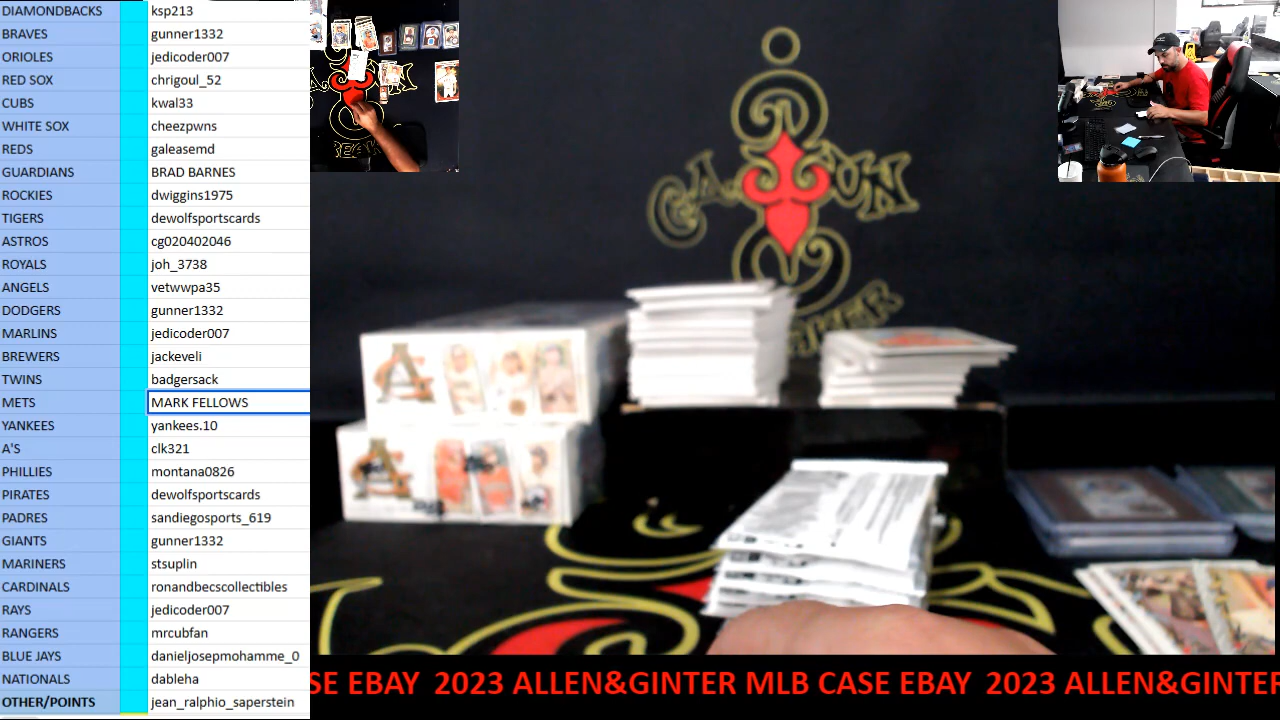 DIAMONDBACKS ksp213
BRAVES gunner1332
ORIOLES jedicoder007
RED SOX chrigoul_52
CUBS kwal33
WHITE SOX cheezpwns
REDS galeasemd
GUARDIANS BRAD BARNES
ROCKIES dwiggins1975
TIGERS dewolfsportscards
ASTROS cg020402046
ROYALS joh_3738
ANGELS vetwwpa35
DODGERS gunner1332
MARLINS jedicoder007
BREWERS jackeveli
TWINS badgersack
METS MARK FELLOWS
YANKEES yankees.10
A'S clk321
PHILLIES montana0826
PIRATES dewolfsportscards
PADRES sandiegosports_619
GIANTS gunner1332
MARINERS stsuplin
CARDINALS ronandbecscollectibles
RAYS jedicoder007
RANGERS mrcubfan
BLUE JAYS danieljosepmohamme_0
NATIONALS dableha
OTHER/POINTS jean_ralphio_saperstein
SE EBAY 2023 ALLEN&GINTER MLB CASE EBAY 2023 ALLEN&GINTER